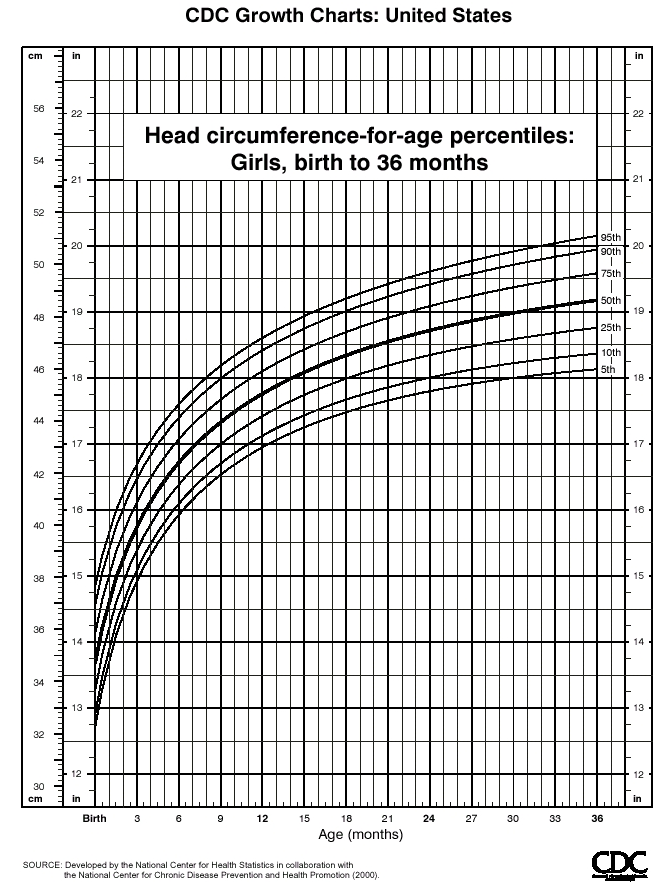 CDC Growth Charts: United States
cm in in
56
22 22
Head circumference-for-age percentiles:
Girls, birth to 36 months
54
21 21
52
20 95th 20
90th
50
75th
19 50th 19
48
25th
10th
46
18 5th 18
44
17 17
42
16 16
40
15 15
38
36
14 14
34
13 13
32
12 12
30
cm in in
Birth 3 6 9 12 15 18 21 24 27 30 33 36
Age (months)
SOURCE: Developed by the National Center for Health Statistics in collaboration with
the National Center for Chronic Disease Prevention and Health Promotion (2000).
CDC